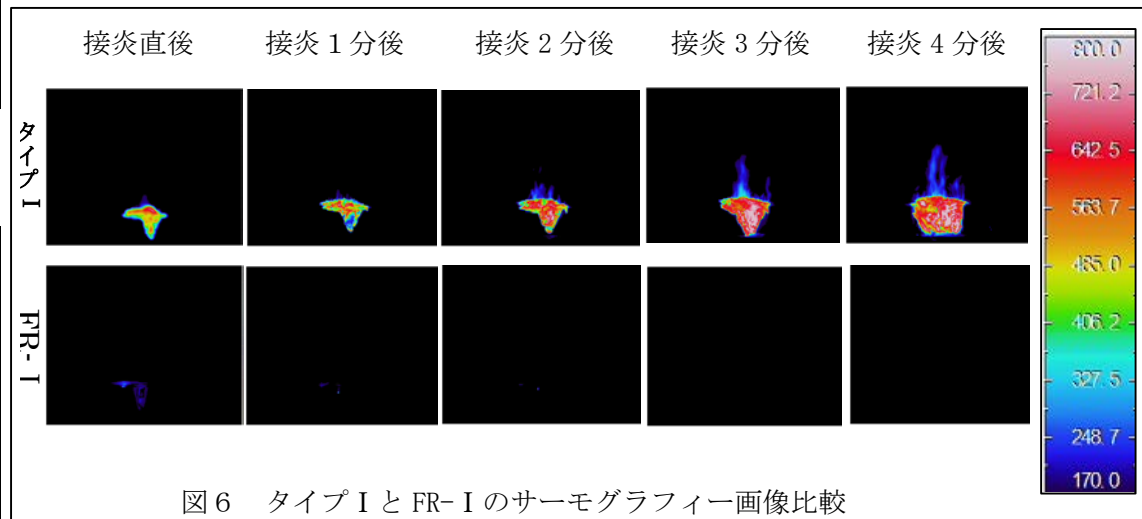 接炎直後 接炎1分後 接炎2分後 接炎3分後 接炎4分後
タイプⅠ
FR-Ⅰ
800.0
721.2
642.5
563.7
485.0
406.2
327.5
248.7
170.0
図6 タイプⅠとFR-Ⅰのサーモグラフィー画像比較